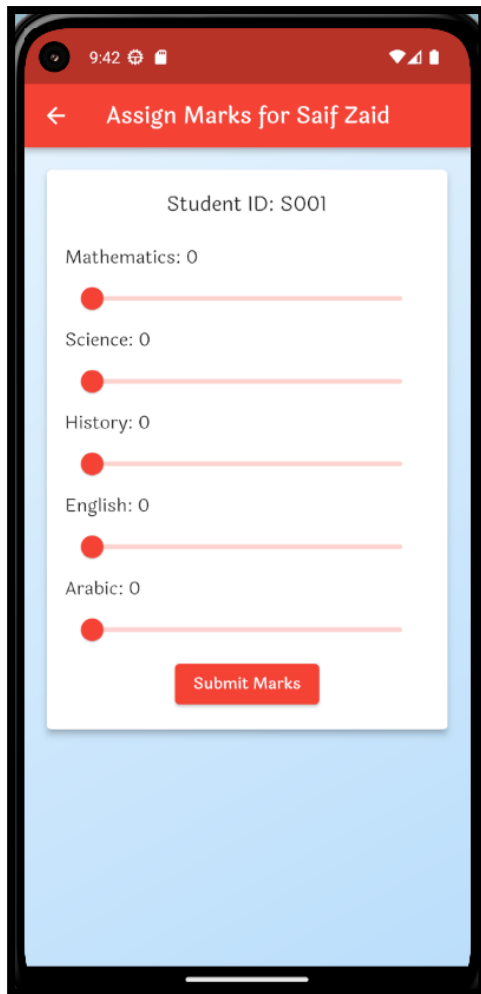 9:42
Assign Marks for Saif Zaid
Student ID: S001
Mathematics: 0
Science: 0
History: 0
English: 0
Arabic: 0
Submit Marks